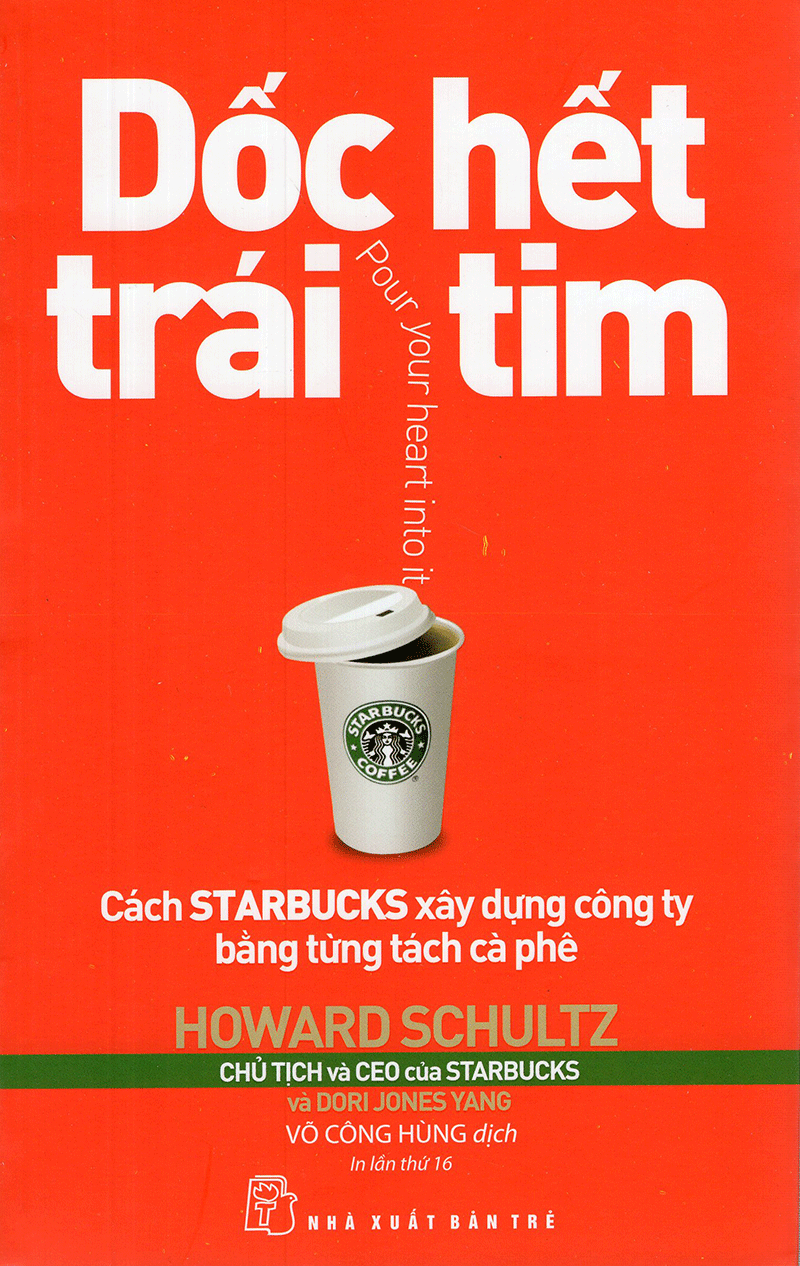 Dốc hết
trái tim
Pour your heart into it
STARBUCKS
COFFEE
®
Cách STARBUCKS xây dựng công ty
bằng từng tách cà phê
HOWARD SCHULTZ
CHỦ TỊCH và CEO của STARBUCKS
và DORI JONES YANG
VÕ CÔNG HÙNG dịch
In lần thứ 16
T
NHÀ XUẤT BẢN TRẺ